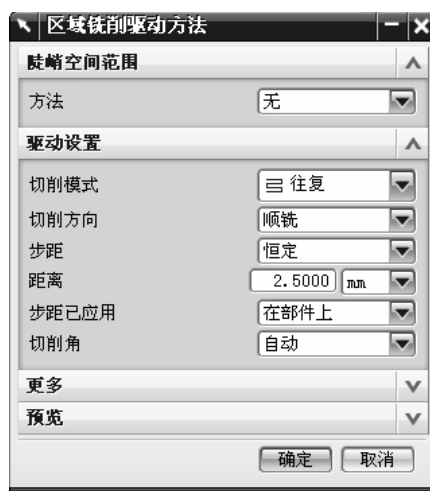 区域铣削驱动方法
陡峭空间范围
方法 无
驱动设置
切削模式 往复
切削方向 顺铣
步距 恒定
距离 2.5000 mm
步距已应用 在部件上
切削角 自动
更多
预览
确定 取消